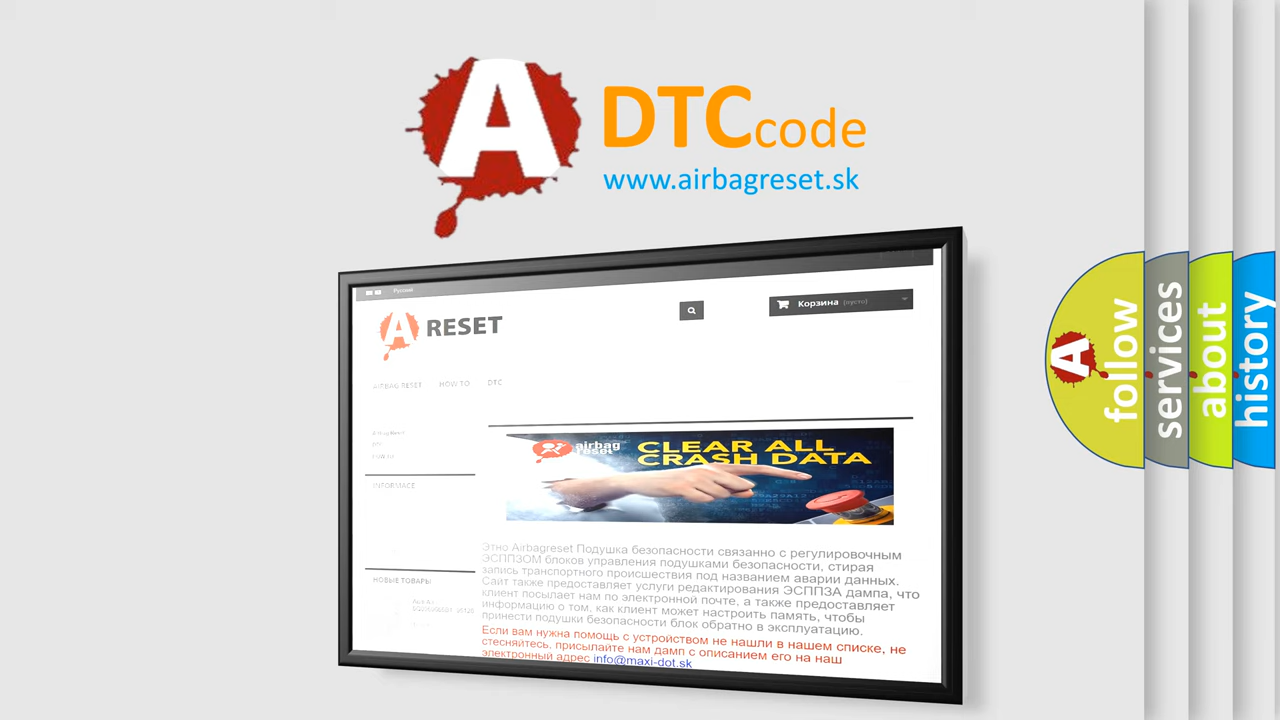 A DTC code
www.airbagreset.sk
Русский
A RESET
Корзина (пусто)
AIRBAG RESET HOW TO DTC
INFORMACE
airbag reset
CLEAR ALL
CRASH DATA
Этно Airbagreset Подушка безопасности связанно с регулировочным
ЭСППЗОМ блоков управления подушками безопасности, стирая
запись транспортного происшествия под названием аварии данных.
Сайт также предоставляет услуги редактирования ЭСППЗА дампа, что
клиент посылает нам по электронной почте, а также предоставляет
информацию о том, как клиент может настроить память, чтобы
принести подушки безопасности блок обратно в эксплуатацию.
НОВЫЕ ТОВАРЫ
Если вам нужна помощь с устройством не нашли в нашем списке, не
стесняйтесь, присылайте нам дамп с описанием его на наш
электронный адрес info@maxi-dot.sk
A follow
services
about
history